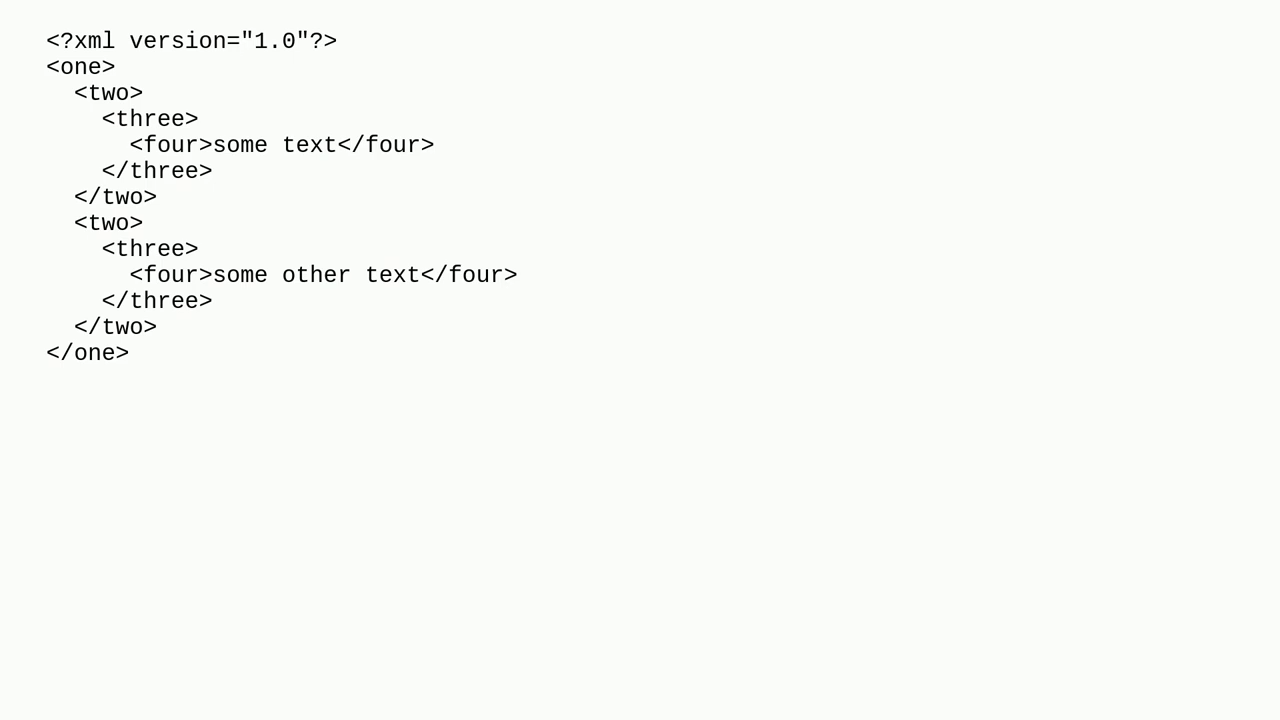 <?xml version="1.0"?>
<one>
  <two>
    <three>
      <four>some text</four>
    </three>
  </two>
  <two>
    <three>
      <four>some other text</four>
    </three>
  </two>
</one>